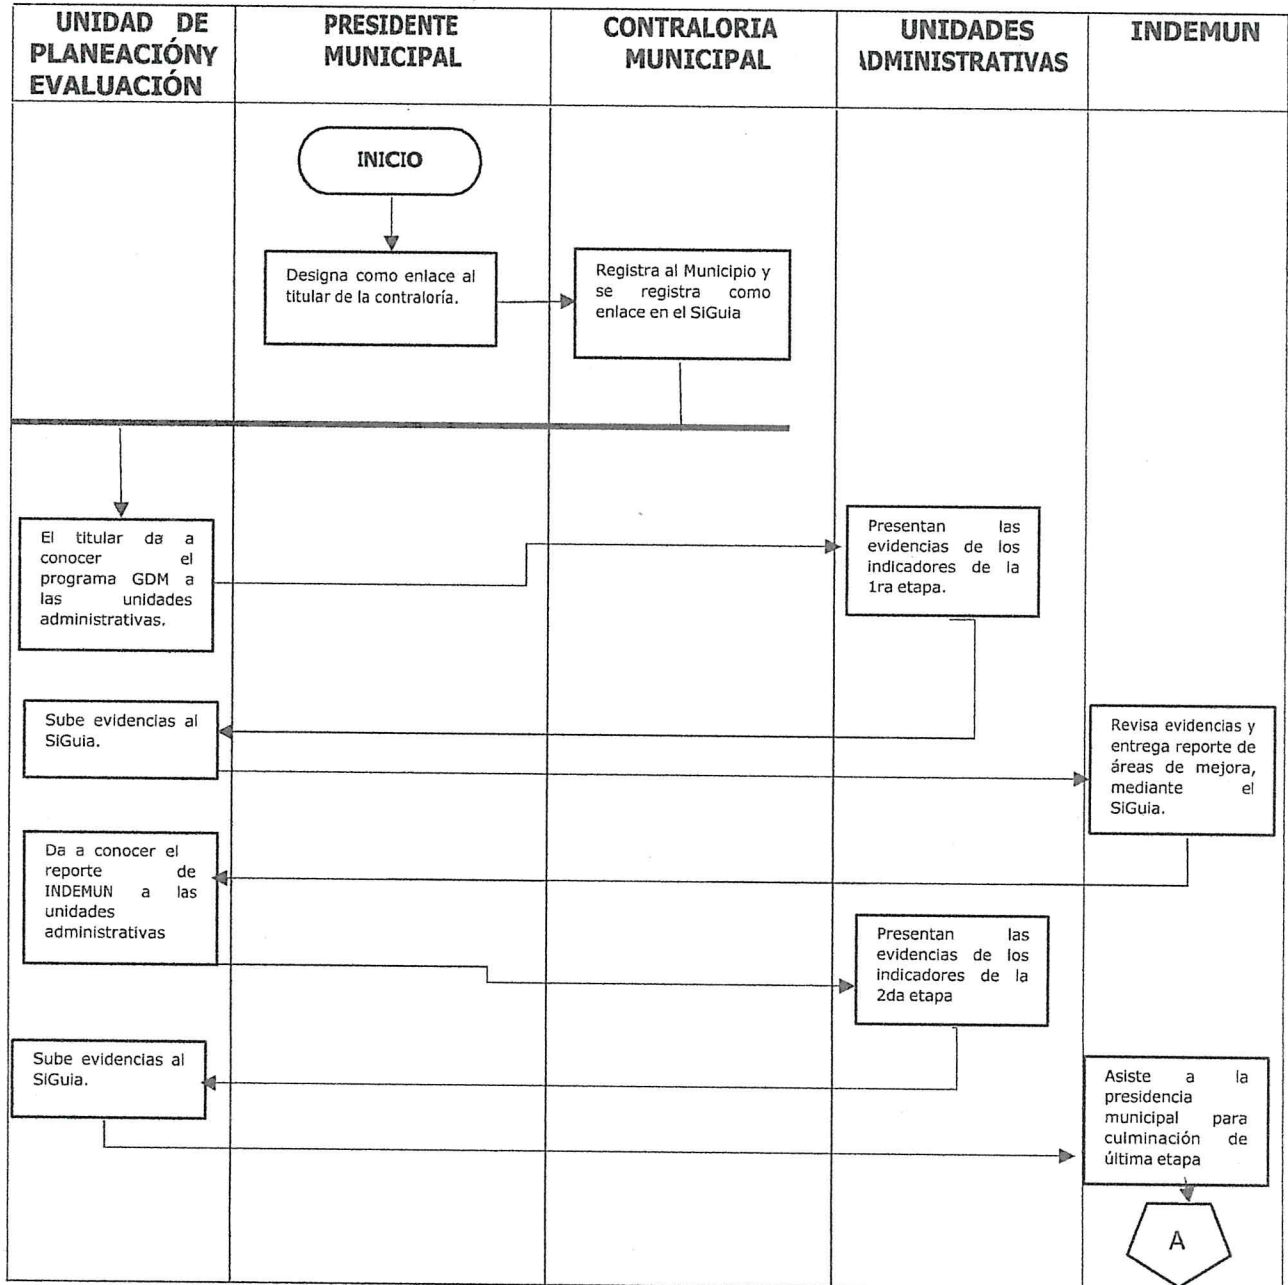 UNIDAD DE
PLANEACIÓNY
EVALUACIÓN
PRESIDENTE
MUNICIPAL
CONTRALORIA
MUNICIPAL
UNIDADES
\DMINISTRATIVAS
INDEMUN
INICIO
Designa como enlace al
titular de la contraloría.
Registra al Municipio y
se registra como
enlace en el SiGuia
El titular da a
conocer el
programa GDM a
las unidades
administrativas.
Presentan las
evidencias de los
indicadores de la
1ra etapa.
Sube evidencias al
SiGuia.
Revisa evidencias y
entrega reporte de
áreas de mejora,
mediante el
SiGuia.
Da a conocer el
reporte de
INDEMUN a las
unidades
administrativas
Presentan las
evidencias de los
indicadores de la
2da etapa
Sube evidencias al
SiGuia.
Asiste a la
presidencia
municipal para
culminación de
última etapa
A